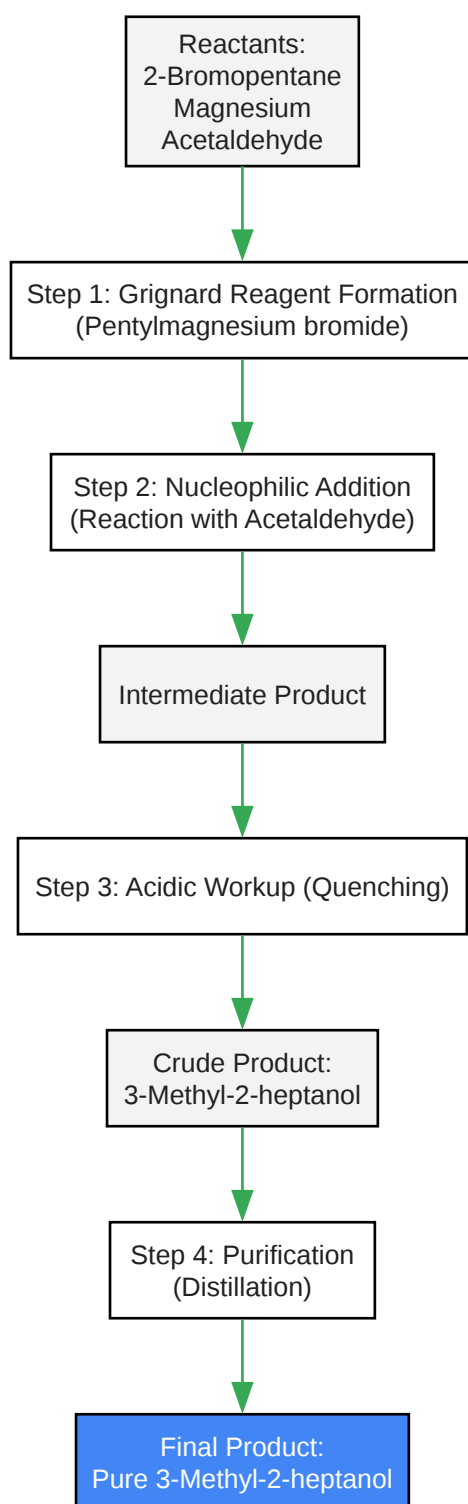 Reactants:
2-Bromopentane
Magnesium
Acetaldehyde
Step 1: Grignard Reagent Formation
(Pentylmagnesium bromide)
Step 2: Nucleophilic Addition
(Reaction with Acetaldehyde)
Intermediate Product
Step 3: Acidic Workup (Quenching)
Crude Product:
3-Methyl-2-heptanol
Step 4: Purification
(Distillation)
Final Product:
Pure 3-Methyl-2-heptanol